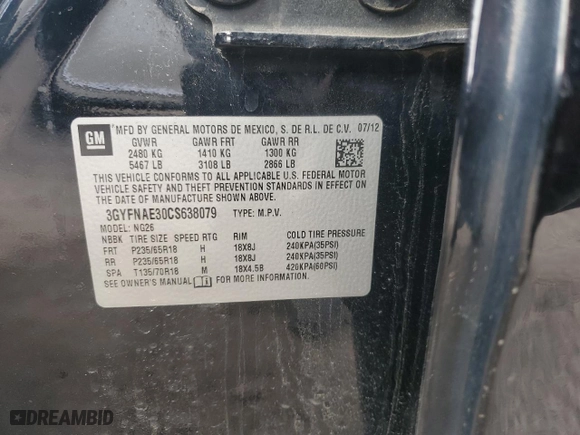 GM
MFD BY GENERAL MOTORS DE MEXICO, S. DE R.L. DE C.V. 07/12
GVWR GAWR FRT GAWR RR
2480 KG 1410 KG 1300 KG
5467 LB 3108 LB 2866 LB
THIS VEHICLE CONFORMS TO ALL APPLICABLE U.S. FEDERAL MOTOR
VEHICLE SAFETY AND THEFT PREVENTION STANDARDS IN EFFECT ON
THE DATE OF MANUFACTURE SHOWN ABOVE.
3GYFNAE30CS638079 TYPE: M.P.V.
MODEL: NG26
NBBK TIRE SIZE SPEED RTG RIM COLD TIRE PRESSURE
FRT P235/65R18 H 18X8J 240KPA(35PSI)
RR P235/65R18 H 18X8J 240KPA(35PSI)
SPA T135/70R18 M 18X4.5B 420KPA(60PSI)
SEE OWNER'S MANUAL FOR MORE INFORMATION.
DREAMBID